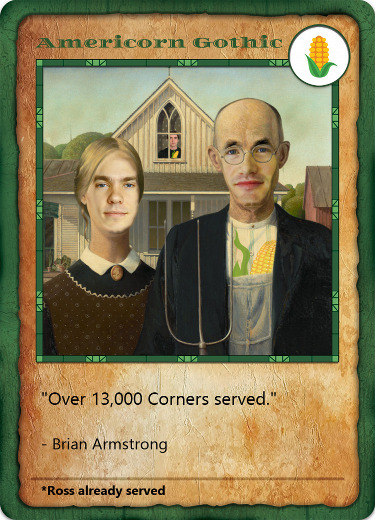 Americorn Gothic
"Over 13,000 Corners served."
- Brian Armstrong
*Ross already served